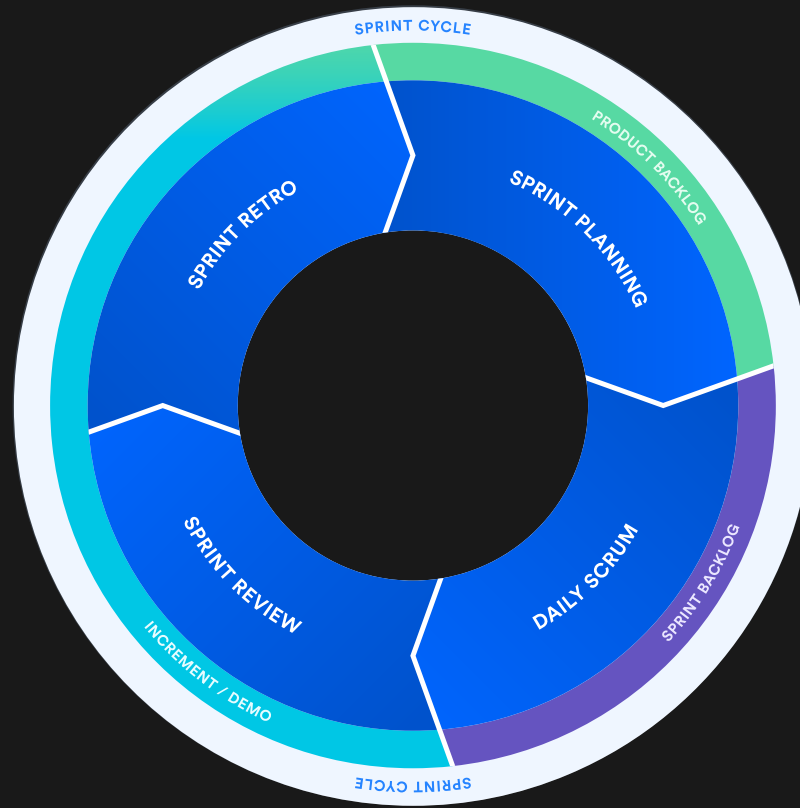 SPRINT CYCLE
PRODUCT BACKLOG
SPRINT PLANNING
SPRINT RETRO
DAILY SCRUM
SPRINT BACKLOG
SPRINT REVIEW
INCREMENT / DEMO
SPRINT CYCLE